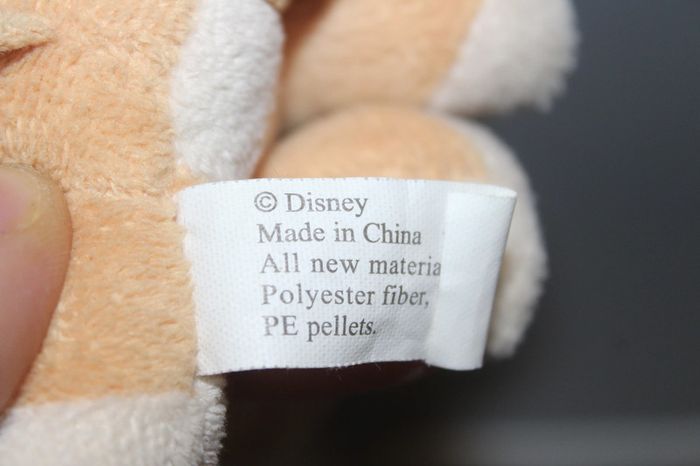 © Disney
Made in China
All new materia
Polyester fiber,
PE pellets.